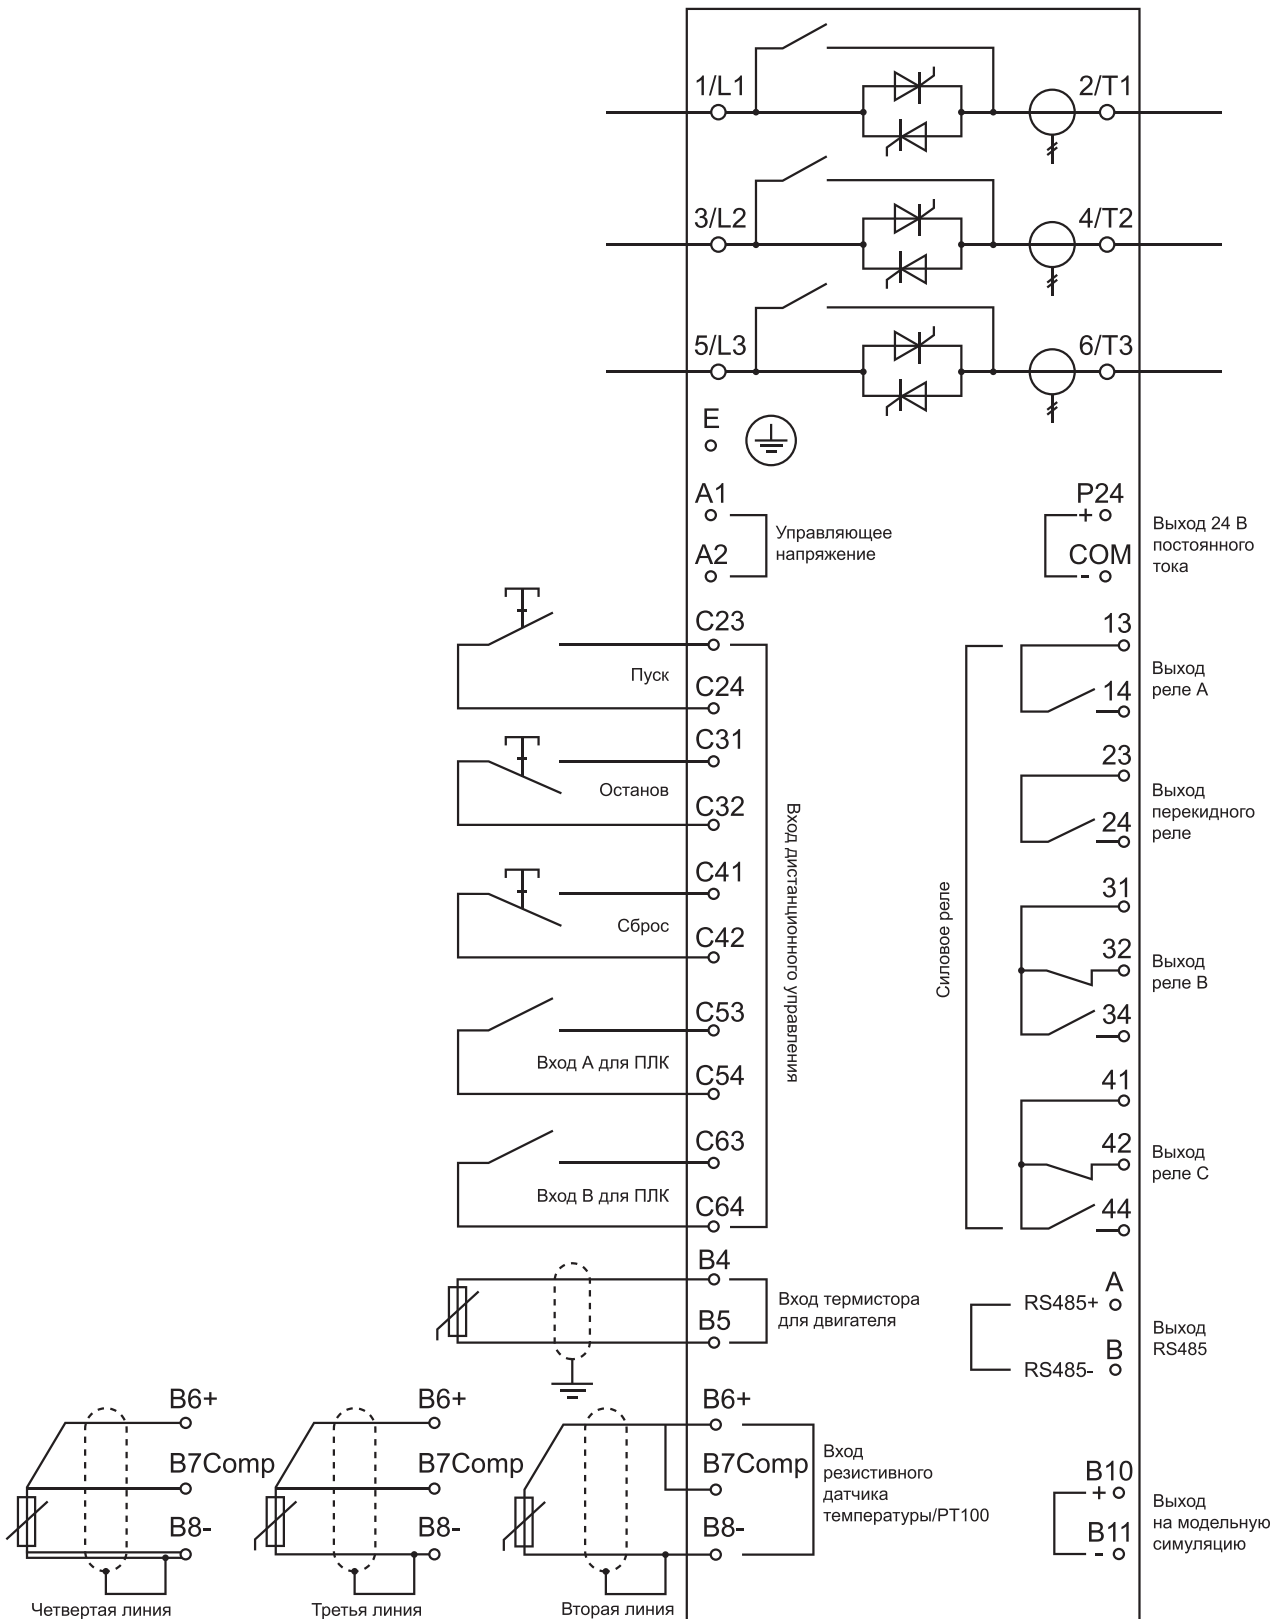 1/L1
2/T1
3/L2
4/T2
5/L3
6/T3
E
A1
A2
Управляющее
напряжение
P24
+
COM
-
Выход 24 В
постоянного
тока
C23
Пуск
C24
C31
Останов
C32
C41
Сброс
C42
C53
Вход А для ПЛК
C54
C63
Вход В для ПЛК
C64
Вход дистанционного управления
Силовое реле
13
14
Выход
реле А
23
24
Выход
перекидного
реле
31
32
34
Выход
реле В
41
42
44
Выход
реле С
B4
B5
Вход термистора
для двигателя
RS485+
A
RS485-
B
Выход
RS485
B6+
B7Comp
B8-
Четвертая линия
B6+
B7Comp
B8-
Третья линия
B6+
B7Comp
B8-
Вторая линия
Вход
резистивного
датчика
температуры/PT100
B10
+
B11
-
Выход
на модельную
симуляцию